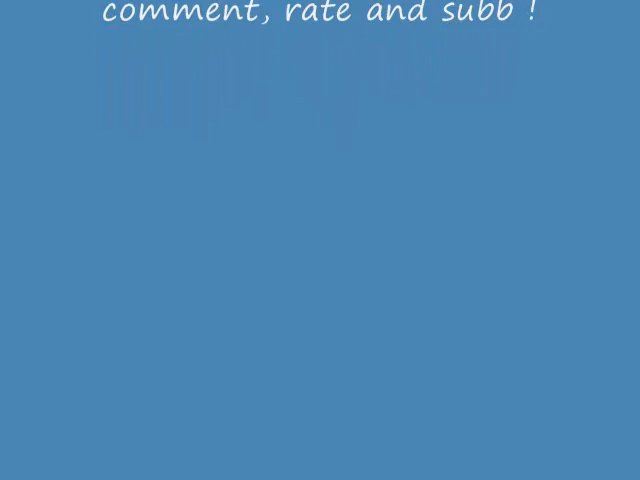 comment, rate and subb !